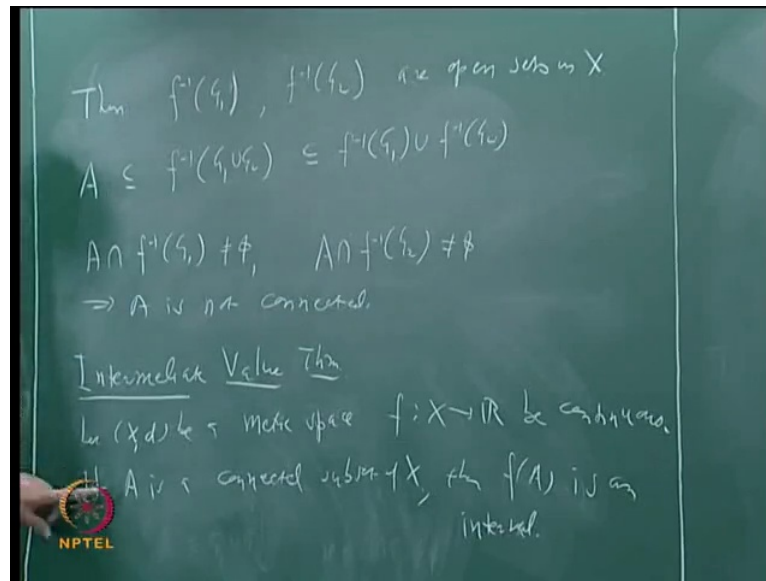 Then f⁻¹(G₁), f⁻¹(G₂) are open sets in X
A ⊆ f⁻¹(G₁∪G₂) ⊆ f⁻¹(G₁) ∪ f⁻¹(G₂)
A∩ f⁻¹(G₁) ≠ φ, A∩ f⁻¹(G₂) ≠ φ
⇒ A is not connected.
Intermediate Value Thm
Let (X,d) be a metric space f : X → ℝ be continuous.
If A is a connected subset of X, then f(A) is an
interval.
NPTEL